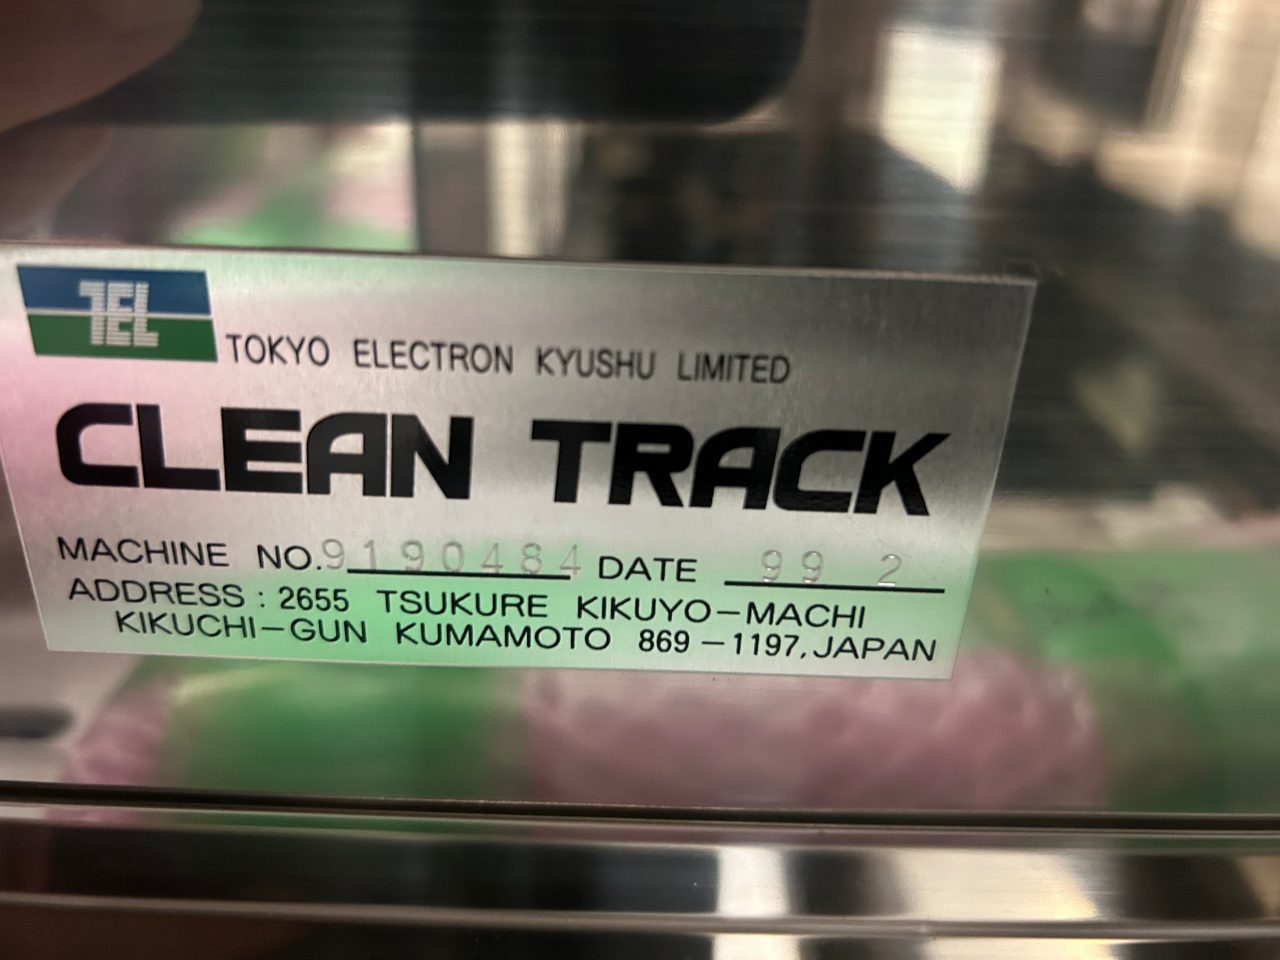 TEL
TOKYO ELECTRON KYUSHU LIMITED
CLEAN TRACK
MACHINE NO.9190484 DATE 99 2
ADDRESS : 2655 TSUKURE KIKUYO-MACHI
KIKUCHI-GUN KUMAMOTO 869-1197, JAPAN